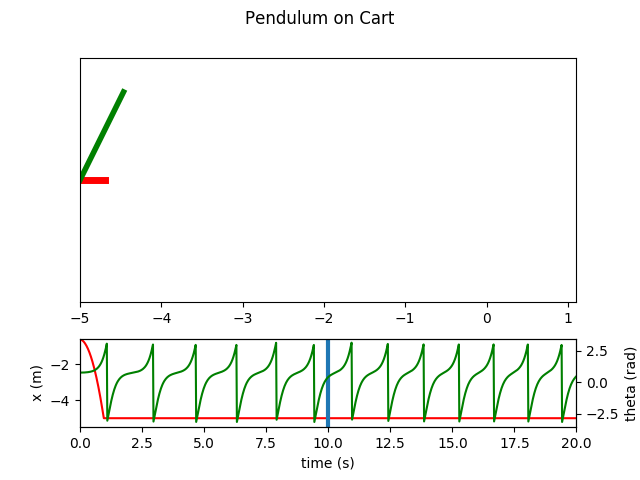 Pendulum on Cart
−5 −4 −3 −2 −1 0 1
−2
−4
x (m)
2.5
0.0
−2.5
theta (rad)
0.0 2.5 5.0 7.5 10.0 12.5 15.0 17.5 20.0
time (s)